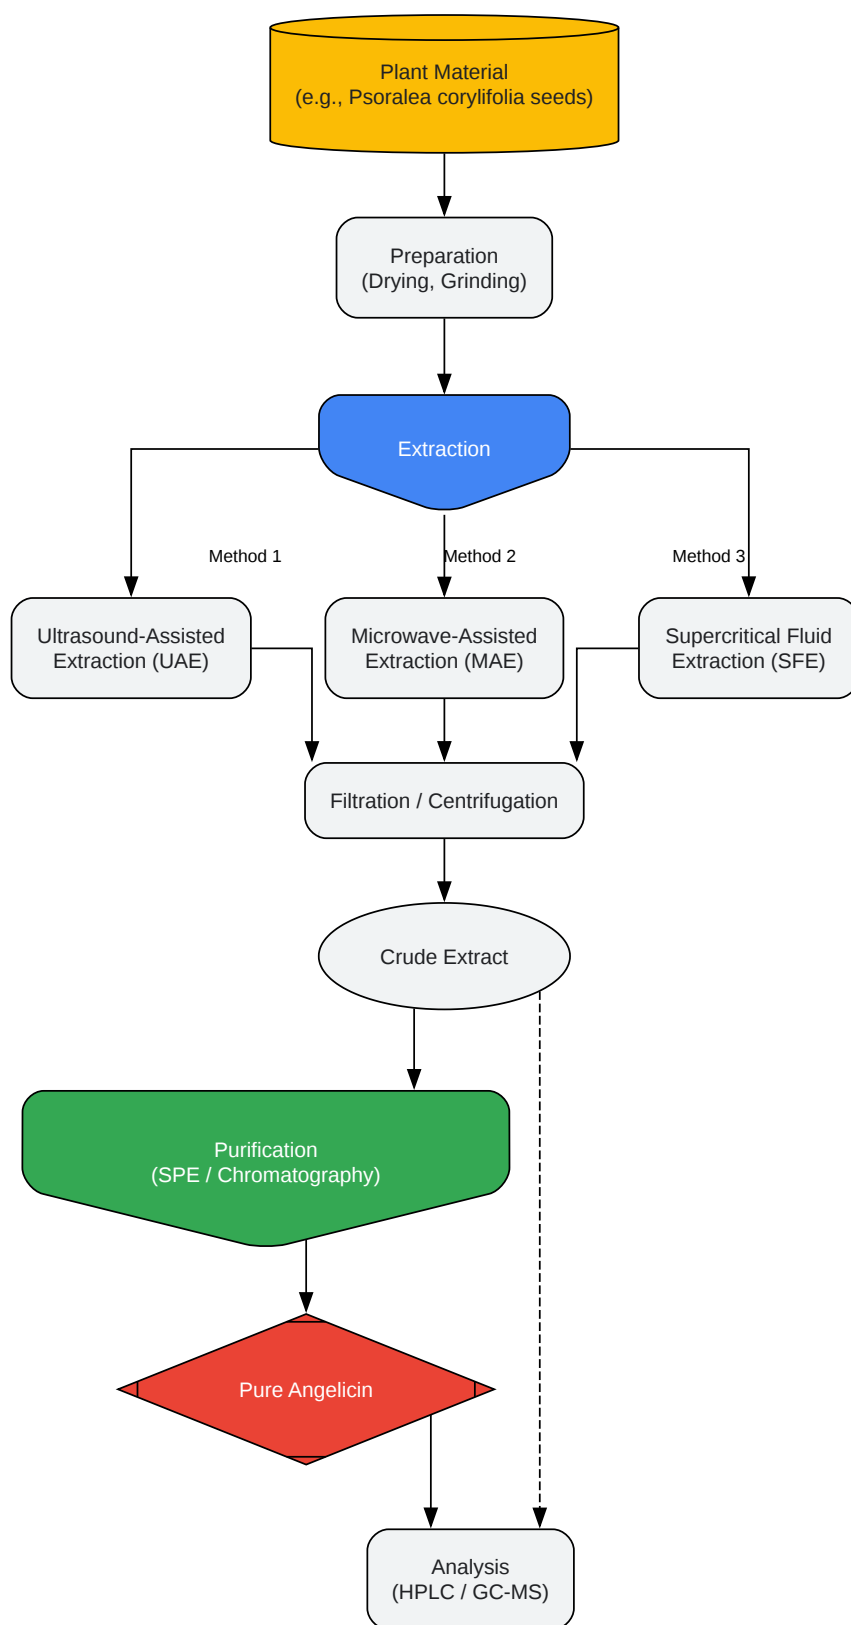 Plant Material
(e.g., Psoralea corylifolia seeds)
Preparation
(Drying, Grinding)
Extraction
Method 1
Method 2
Method 3
Ultrasound-Assisted
Extraction (UAE)
Microwave-Assisted
Extraction (MAE)
Supercritical Fluid
Extraction (SFE)
Filtration / Centrifugation
Crude Extract
Purification
(SPE / Chromatography)
Pure Angelicin
Analysis
(HPLC / GC-MS)